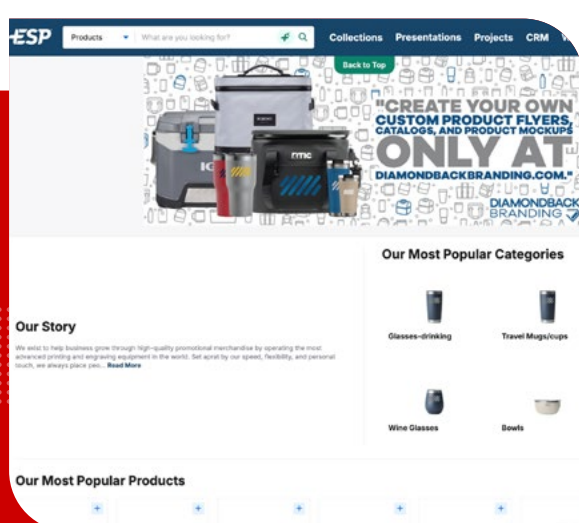 ESP
Products
What are you looking for?
Collections Presentations Projects CRM
Back to Top
IG
RTIC
"CREATE YOUR OWN
CUSTOM PRODUCT FLYERS,
CATALOGS, AND PRODUCT MOCKUPS
ONLY AT
DIAMONDBACKBRANDING.COM."
DIAMONDBACK
BRANDING
Our Most Popular Categories
Glasses-drinking
Travel Mugs/cups
Our Story
We exist to help business grow through high-quality promotional merchandise by operating the most
advanced printing and engraving equipment in the world. Set aprat by our speed, flexibility, and personal
touch, we always place peo... Read More
Wine Glasses
Bowls
Our Most Popular Products